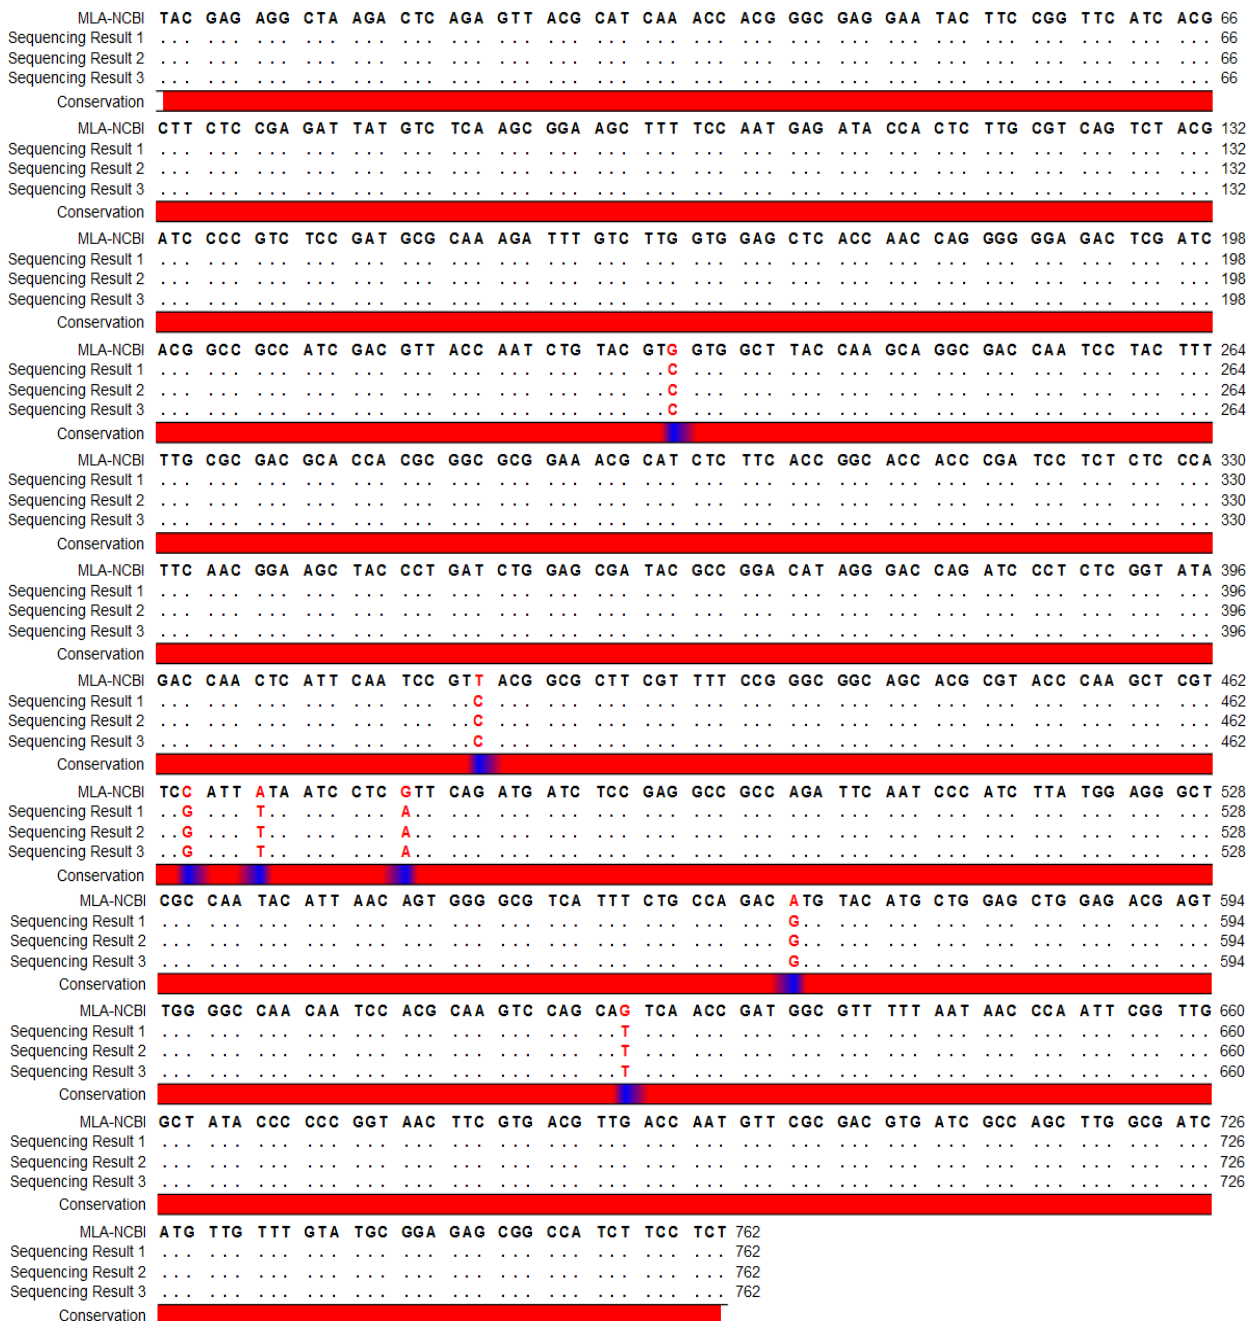 MLA-NCBI TAC GAG AGG CTA AGA CTC AGA GTT ACG CAT CAA ACC ACG GGC GAG GAA TAC TTC CGG TTC ATC ACG 66
Sequencing Result 1 ... ... ... ... ... ... ... ... ... ... ... ... ... ... ... ... ... ... ... ... ... ... 66
Sequencing Result 2 ... ... ... ... ... ... ... ... ... ... ... ... ... ... ... ... ... ... ... ... ... ... 66
Sequencing Result 3 ... ... ... ... ... ... ... ... ... ... ... ... ... ... ... ... ... ... ... ... ... ... 66
Conservation
MLA-NCBI CTT CTC CGA GAT TAT GTC TCA AGC GGA AGC TTT TCC AAT GAG ATA CCA CTC TTG CGT CAG TCT ACG 132
Sequencing Result 1 ... ... ... ... ... ... ... ... ... ... ... ... ... ... ... ... ... ... ... ... ... ... 132
Sequencing Result 2 ... ... ... ... ... ... ... ... ... ... ... ... ... ... ... ... ... ... ... ... ... ... 132
Sequencing Result 3 ... ... ... ... ... ... ... ... ... ... ... ... ... ... ... ... ... ... ... ... ... ... 132
Conservation
MLA-NCBI ATC CCC GTC TCC GAT GCG CAA AGA TTT GTC TTG GTG GAG CTC ACC AAC CAG GGG GGA GAC TCG ATC 198
Sequencing Result 1 ... ... ... ... ... ... ... ... ... ... ... ... ... ... ... ... ... ... ... ... ... ... 198
Sequencing Result 2 ... ... ... ... ... ... ... ... ... ... ... ... ... ... ... ... ... ... ... ... ... ... 198
Sequencing Result 3 ... ... ... ... ... ... ... ... ... ... ... ... ... ... ... ... ... ... ... ... ... ... 198
Conservation
MLA-NCBI ACG GCC GCC ATC GAC GTT ACC AAT CTG TAC GTG GTG GCT TAC CAA GCA GGC GAC CAA TCC TAC TTT 264
Sequencing Result 1 ... ... ... ... ... ... ... ... ... ... ..C ... ... ... ... ... ... ... ... ... ... ... 264
Sequencing Result 2 ... ... ... ... ... ... ... ... ... ... ..C ... ... ... ... ... ... ... ... ... ... ... 264
Sequencing Result 3 ... ... ... ... ... ... ... ... ... ... ..C ... ... ... ... ... ... ... ... ... ... ... 264
Conservation
MLA-NCBI TTG CGC GAC GCA CCA CGC GGC GCG GAA ACG CAT CTC TTC ACC GGC ACC ACC CGA TCC TCT CTC CCA 330
Sequencing Result 1 ... ... ... ... ... ... ... ... ... ... ... ... ... ... ... ... ... ... ... ... ... ... 330
Sequencing Result 2 ... ... ... ... ... ... ... ... ... ... ... ... ... ... ... ... ... ... ... ... ... ... 330
Sequencing Result 3 ... ... ... ... ... ... ... ... ... ... ... ... ... ... ... ... ... ... ... ... ... ... 330
Conservation
MLA-NCBI TTC AAC GGA AGC TAC CCT GAT CTG GAG CGA TAC GCC GGA CAT AGG GAC CAG ATC CCT CTC GGT ATA 396
Sequencing Result 1 ... ... ... ... ... ... ... ... ... ... ... ... ... ... ... ... ... ... ... ... ... ... 396
Sequencing Result 2 ... ... ... ... ... ... ... ... ... ... ... ... ... ... ... ... ... ... ... ... ... ... 396
Sequencing Result 3 ... ... ... ... ... ... ... ... ... ... ... ... ... ... ... ... ... ... ... ... ... ... 396
Conservation
MLA-NCBI GAC CAA CTC ATT CAA TCC GTT ACG GCG CTT CGT TTT CCG GGC GGC AGC ACG CGT ACC CAA GCT CGT 462
Sequencing Result 1 ... ... ... ... ... ... ..C ... ... ... ... ... ... ... ... ... ... ... ... ... ... ... 462
Sequencing Result 2 ... ... ... ... ... ... ..C ... ... ... ... ... ... ... ... ... ... ... ... ... ... ... 462
Sequencing Result 3 ... ... ... ... ... ... ..C ... ... ... ... ... ... ... ... ... ... ... ... ... ... ... 462
Conservation
MLA-NCBI TCC ATT ATA ATC CTC GTT CAG ATG ATC TCC GAG GCC GCC AGA TTC AAT CCC ATC TTA TGG AGG GCT 528
Sequencing Result 1 ..G ... T.. ... ... A.. ... ... ... ... ... ... ... ... ... ... ... ... ... ... ... ... 528
Sequencing Result 2 ..G ... T.. ... ... A.. ... ... ... ... ... ... ... ... ... ... ... ... ... ... ... ... 528
Sequencing Result 3 ..G ... T.. ... ... A.. ... ... ... ... ... ... ... ... ... ... ... ... ... ... ... ... 528
Conservation
MLA-NCBI CGC CAA TAC ATT AAC AGT GGG GCG TCA TTT CTG CCA GAC ATG TAC ATG CTG GAG CTG GAG ACG AGT 594
Sequencing Result 1 ... ... ... ... ... ... ... ... ... ... ... ... ... G.. ... ... ... ... ... ... ... ... 594
Sequencing Result 2 ... ... ... ... ... ... ... ... ... ... ... ... ... G.. ... ... ... ... ... ... ... ... 594
Sequencing Result 3 ... ... ... ... ... ... ... ... ... ... ... ... ... G.. ... ... ... ... ... ... ... ... 594
Conservation
MLA-NCBI TGG GGC CAA CAA TCC ACG CAA GTC CAG CAG TCA ACC GAT GGC GTT TTT AAT AAC CCA ATT CGG TTG 660
Sequencing Result 1 ... ... ... ... ... ... ... ... ... ..T ... ... ... ... ... ... ... ... ... ... ... ... 660
Sequencing Result 2 ... ... ... ... ... ... ... ... ... ..T ... ... ... ... ... ... ... ... ... ... ... ... 660
Sequencing Result 3 ... ... ... ... ... ... ... ... ... ..T ... ... ... ... ... ... ... ... ... ... ... ... 660
Conservation
MLA-NCBI GCT ATA CCC CCC GGT AAC TTC GTG ACG TTG ACC AAT GTT CGC GAC GTG ATC GCC AGC TTG GCG ATC 726
Sequencing Result 1 ... ... ... ... ... ... ... ... ... ... ... ... ... ... ... ... ... ... ... ... ... ... 726
Sequencing Result 2 ... ... ... ... ... ... ... ... ... ... ... ... ... ... ... ... ... ... ... ... ... ... 726
Sequencing Result 3 ... ... ... ... ... ... ... ... ... ... ... ... ... ... ... ... ... ... ... ... ... ... 726
Conservation
MLA-NCBI ATG TTG TTT GTA TGC GGA GAG CGG CCA TCT TCC TCT 762
Sequencing Result 1 ... ... ... ... ... ... ... ... ... ... ... ... 762
Sequencing Result 2 ... ... ... ... ... ... ... ... ... ... ... ... 762
Sequencing Result 3 ... ... ... ... ... ... ... ... ... ... ... ... 762
Conservation